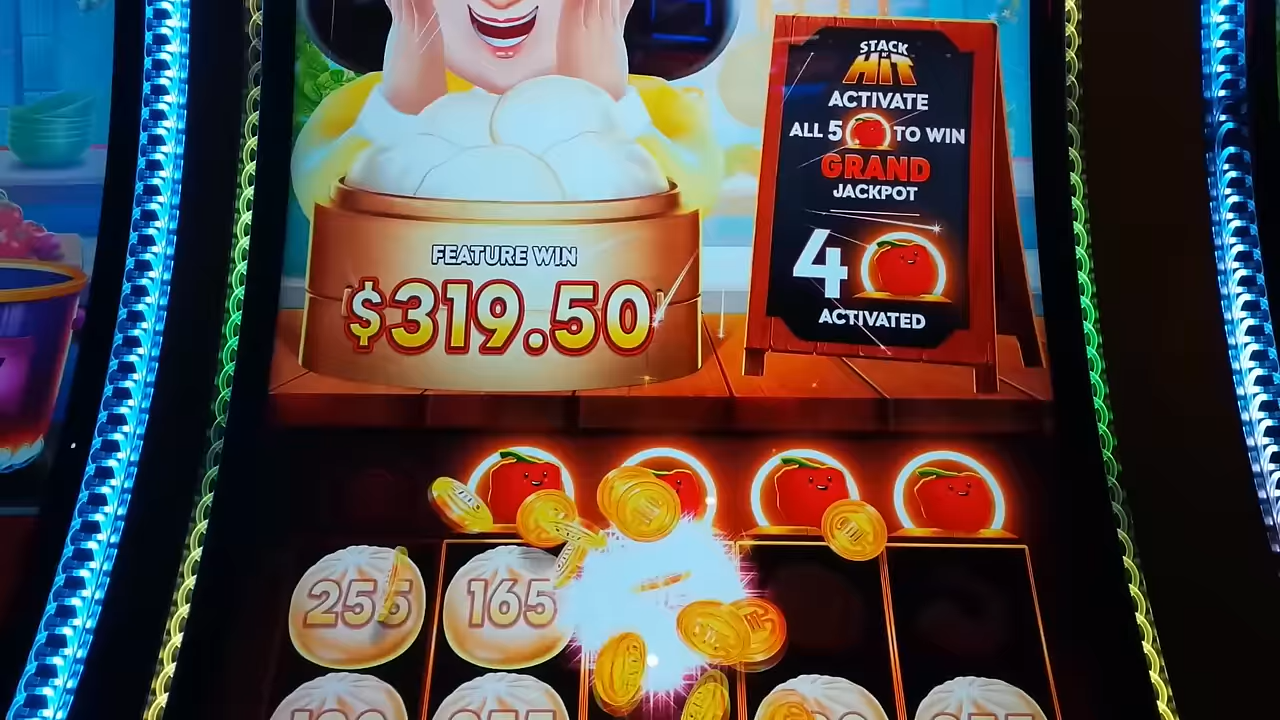 STACK
N'
HIT
ACTIVATE
ALL 5 TO WIN
GRAND
JACKPOT
4
ACTIVATED
FEATURE WIN
$319.50
255
165